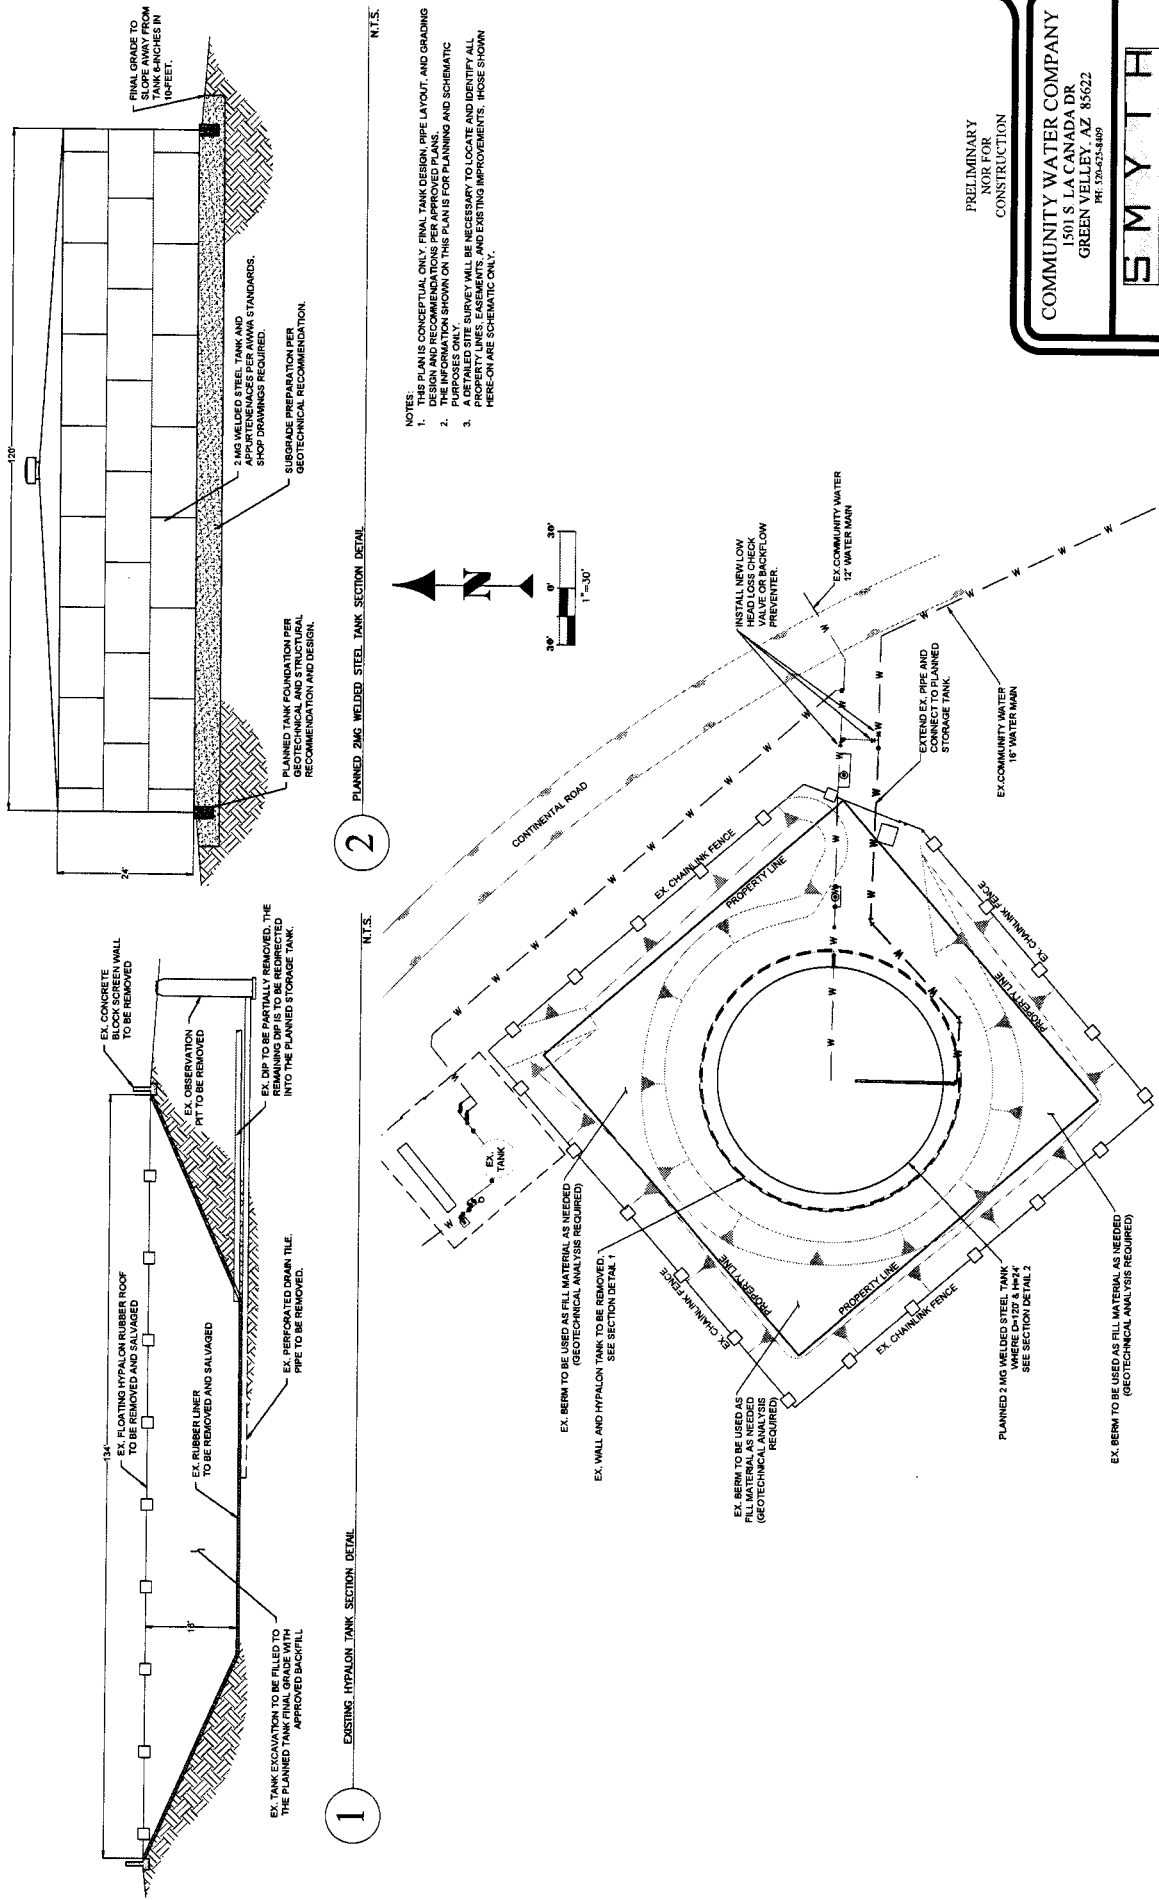 134'
EX. CONCRETE
BLOCK SCREEN WALL
TO BE REMOVED
EX. FLOATING HYPALON RUBBER ROOF
TO BE REMOVED AND SALVAGED
EX. OBSERVATION
PIT TO BE REMOVED
EX. RUBBER LINER
TO BE REMOVED AND SALVAGED
EX. DIP TO BE PARTIALLY REMOVED. THE
REMAINING DIP IS TO BE REDIRECTED
INTO THE PLANNED STORAGE TANK.
EX. PERFORATED DRAIN TILE
PIPE TO BE REMOVED.
EX. TANK EXCAVATION TO BE FILLED TO
THE PLANNED TANK FINAL GRADE WITH
APPROVED BACKFILL
1
EXISTING HYPALON TANK SECTION DETAIL
N.T.S.
120'
24'
FINAL GRADE TO
SLOPE AWAY FROM
TANK 6-INCHES IN
10-FEET.
2 MG WELDED STEEL TANK AND
APPURTENENACES PER AWWA STANDARDS.
SHOP DRAWINGS REQUIRED.
SUBGRADE PREPARATION PER
GEOTECHNICAL RECOMMENDATION.
PLANNED TANK FOUNDATION PER
GEOTECHNICAL AND STRUCTURAL
RECOMMENDATION AND DESIGN.
2
PLANNED 2MG WELDED STEEL TANK SECTION DETAIL
N.T.S.
NOTES:
1. THIS PLAN IS CONCEPTUAL ONLY. FINAL TANK DESIGN, PIPE LAYOUT, AND GRADING
DESIGN AND RECOMMENDATIONS PER APPROVED PLANS.
2. THE INFORMATION SHOWN ON THIS PLAN IS FOR PLANNING AND SCHEMATIC
PURPOSES ONLY.
3. A DETAILED SITE SURVEY WILL BE NECESSARY TO LOCATE AND IDENTIFY ALL
PROPERTY LINES, EASEMENTS, AND EXISTING IMPROVEMENTS. THOSE SHOWN
HERE-ON ARE SCHEMATIC ONLY.
N
30' 0' 30'
1"=30'
CONTINENTAL ROAD
EX. CHAINLINK FENCE
PROPERTY LINE
EX.
TANK
EX. BERM TO BE USED AS FILL MATERIAL AS NEEDED
(GEOTECHNICAL ANALYSIS REQUIRED)
EX. WALL AND HYPALON TANK TO BE REMOVED.
SEE SECTION DETAIL 1
EX. CHAINLINK FENCE
PROPERTY LINE
EX. BERM TO BE USED AS
FILL MATERIAL AS NEEDED
(GEOTECHNICAL ANALYSIS
REQUIRED)
PROPERTY LINE
EX. CHAINLINK FENCE
PLANNED 2 MG WELDED STEEL TANK
WHERE D=120' & H=24'
SEE SECTION DETAIL 2
EX. BERM TO BE USED AS FILL MATERIAL AS NEEDED
(GEOTECHNICAL ANALYSIS REQUIRED)
PROPERTY LINE
EX. CHAINLINK FENCE
INSTALL NEW LOW
HEAD LOSS CHECK
VALVE OR BACKFLOW
PREVENTER.
EX.COMMUNITY WATER
12" WATER MAIN
EXTEND EX. PIPE AND
CONNECT TO PLANNED
STORAGE TANK.
EX.COMMUNITY WATER
16" WATER MAIN
PRELIMINARY
NOR FOR
CONSTRUCTION
COMMUNITY WATER COMPANY
1501 S. LA CANADA DR
GREEN VELLEY, AZ 85622
PH: 520-625-8409
SMYTH